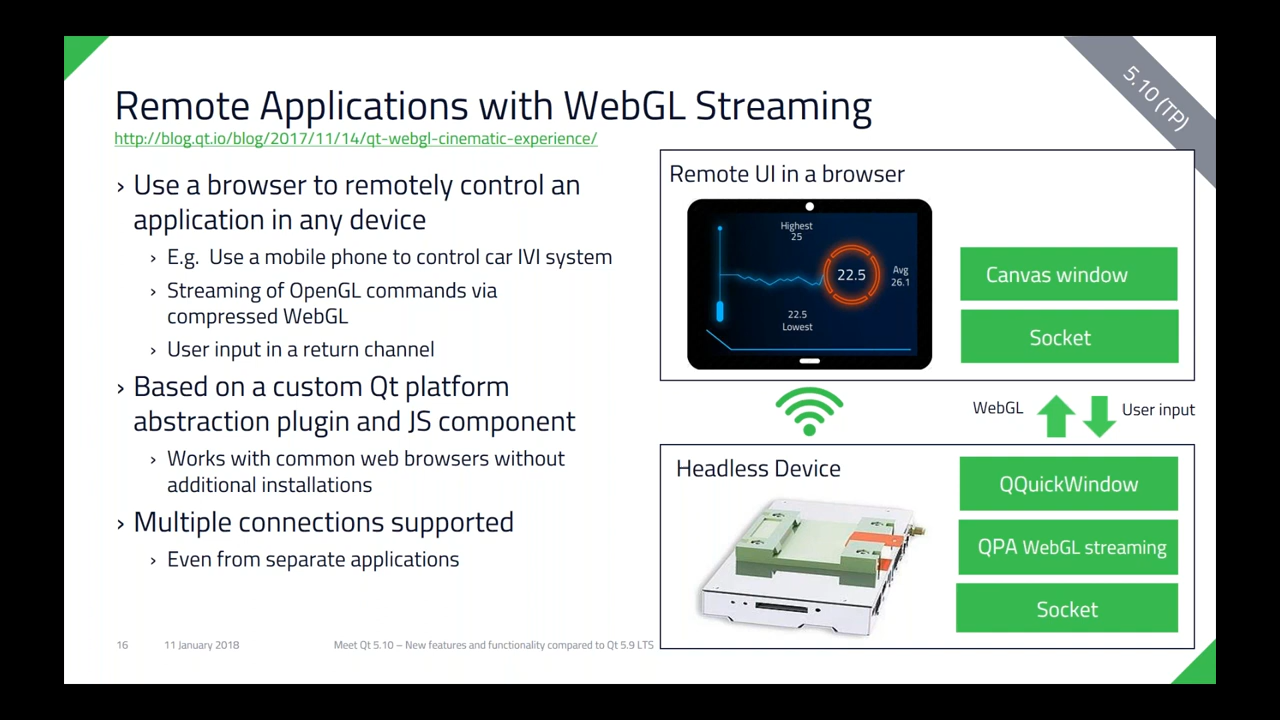 5.10 (TP)
Remote Applications with WebGL Streaming
http://blog.qt.io/blog/2017/11/14/qt-webgl-cinematic-experience/
› Use a browser to remotely control an
application in any device
› E.g. Use a mobile phone to control car IVI system
› Streaming of OpenGL commands via
compressed WebGL
› User input in a return channel
› Based on a custom Qt platform
abstraction plugin and JS component
› Works with common web browsers without
additional installations
› Multiple connections supported
› Even from separate applications
Remote UI in a browser
Highest
25
22.5
Avg
26.1
22.5
Lowest
Canvas window
Socket
WebGL
User input
Headless Device
QQuickWindow
QPA WebGL streaming
Socket
16
11 January 2018
Meet Qt 5.10 – New features and functionality compared to Qt 5.9 LTS